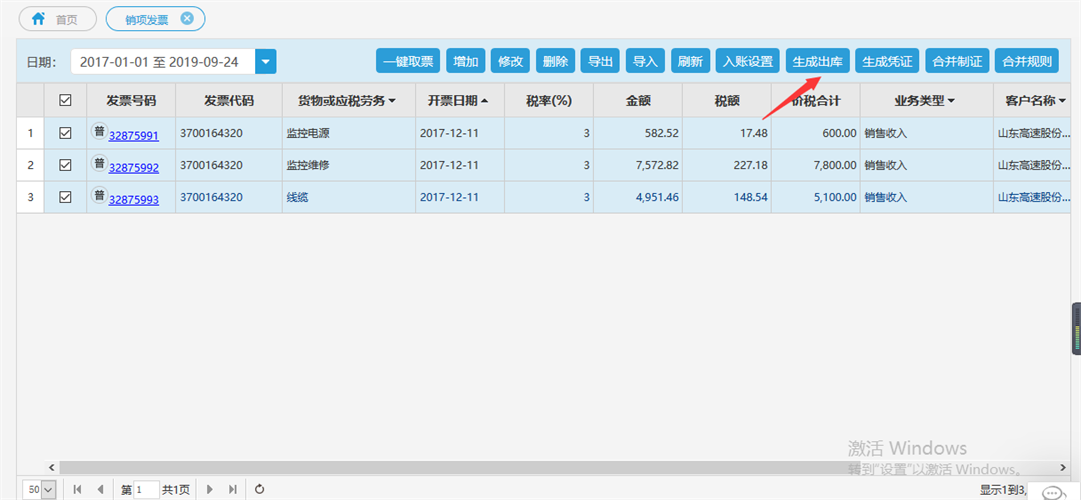 首页 销项发票
日期: 2017-01-01 至 2019-09-24 一键取票 增加 修改 删除 导出 导入 刷新 入账设置 生成出库 生成凭证 合并制证 合并规则
发票号码 发票代码 货物或应税劳务 开票日期 税率(%) 金额 税额 价税合计 业务类型 客户名称
1 普 32875991 3700164320 监控电源 2017-12-11 3 582.52 17.48 600.00 销售收入 山东高速股份...
2 普 32875992 3700164320 监控维修 2017-12-11 3 7,572.82 227.18 7,800.00 销售收入 山东高速股份...
3 普 32875993 3700164320 线缆 2017-12-11 3 4,951.46 148.54 5,100.00 销售收入 山东高速股份...
激活 Windows
转到"设置"以激活 Windows。
50 第 1 共1页 显示1到3,